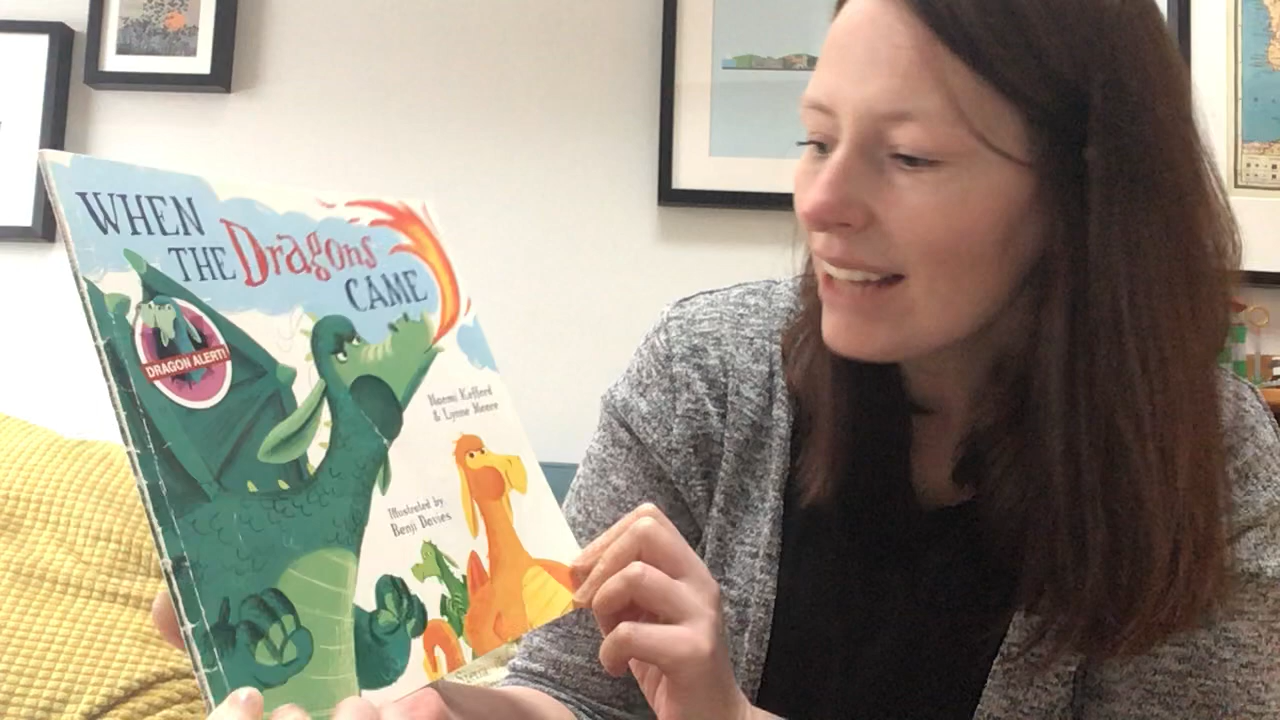 WHEN
THE Dragons
CAME
DRAGON ALERT!
Naomi Kefford
& Lynne Moore
Illustrated by
Benji Davies